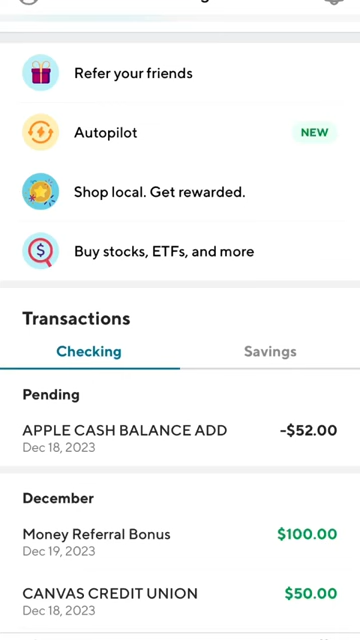 Refer your friends
Autopilot
NEW
Shop local. Get rewarded.
Buy stocks, ETFs, and more
Transactions
Checking
Savings
Pending
APPLE CASH BALANCE ADD
-$52.00
Dec 18, 2023
December
Money Referral Bonus
$100.00
Dec 19, 2023
CANVAS CREDIT UNION
$50.00
Dec 18, 2023